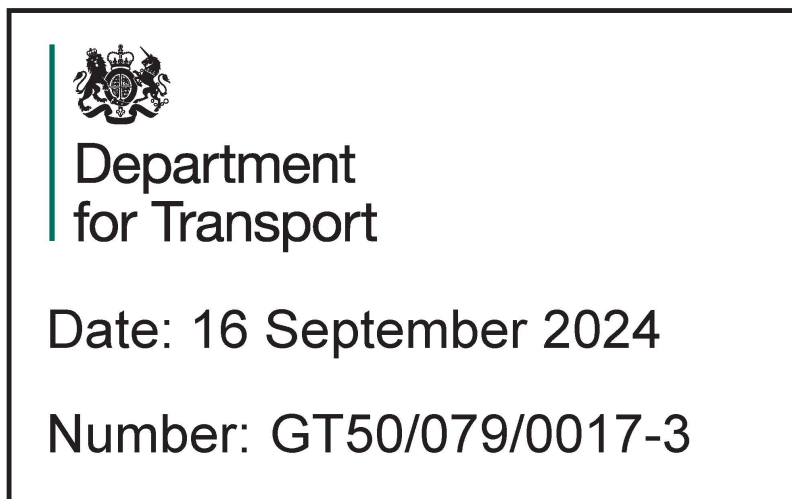 Department
for Transport
Date: 16 September 2024
Number: GT50/079/0017-3